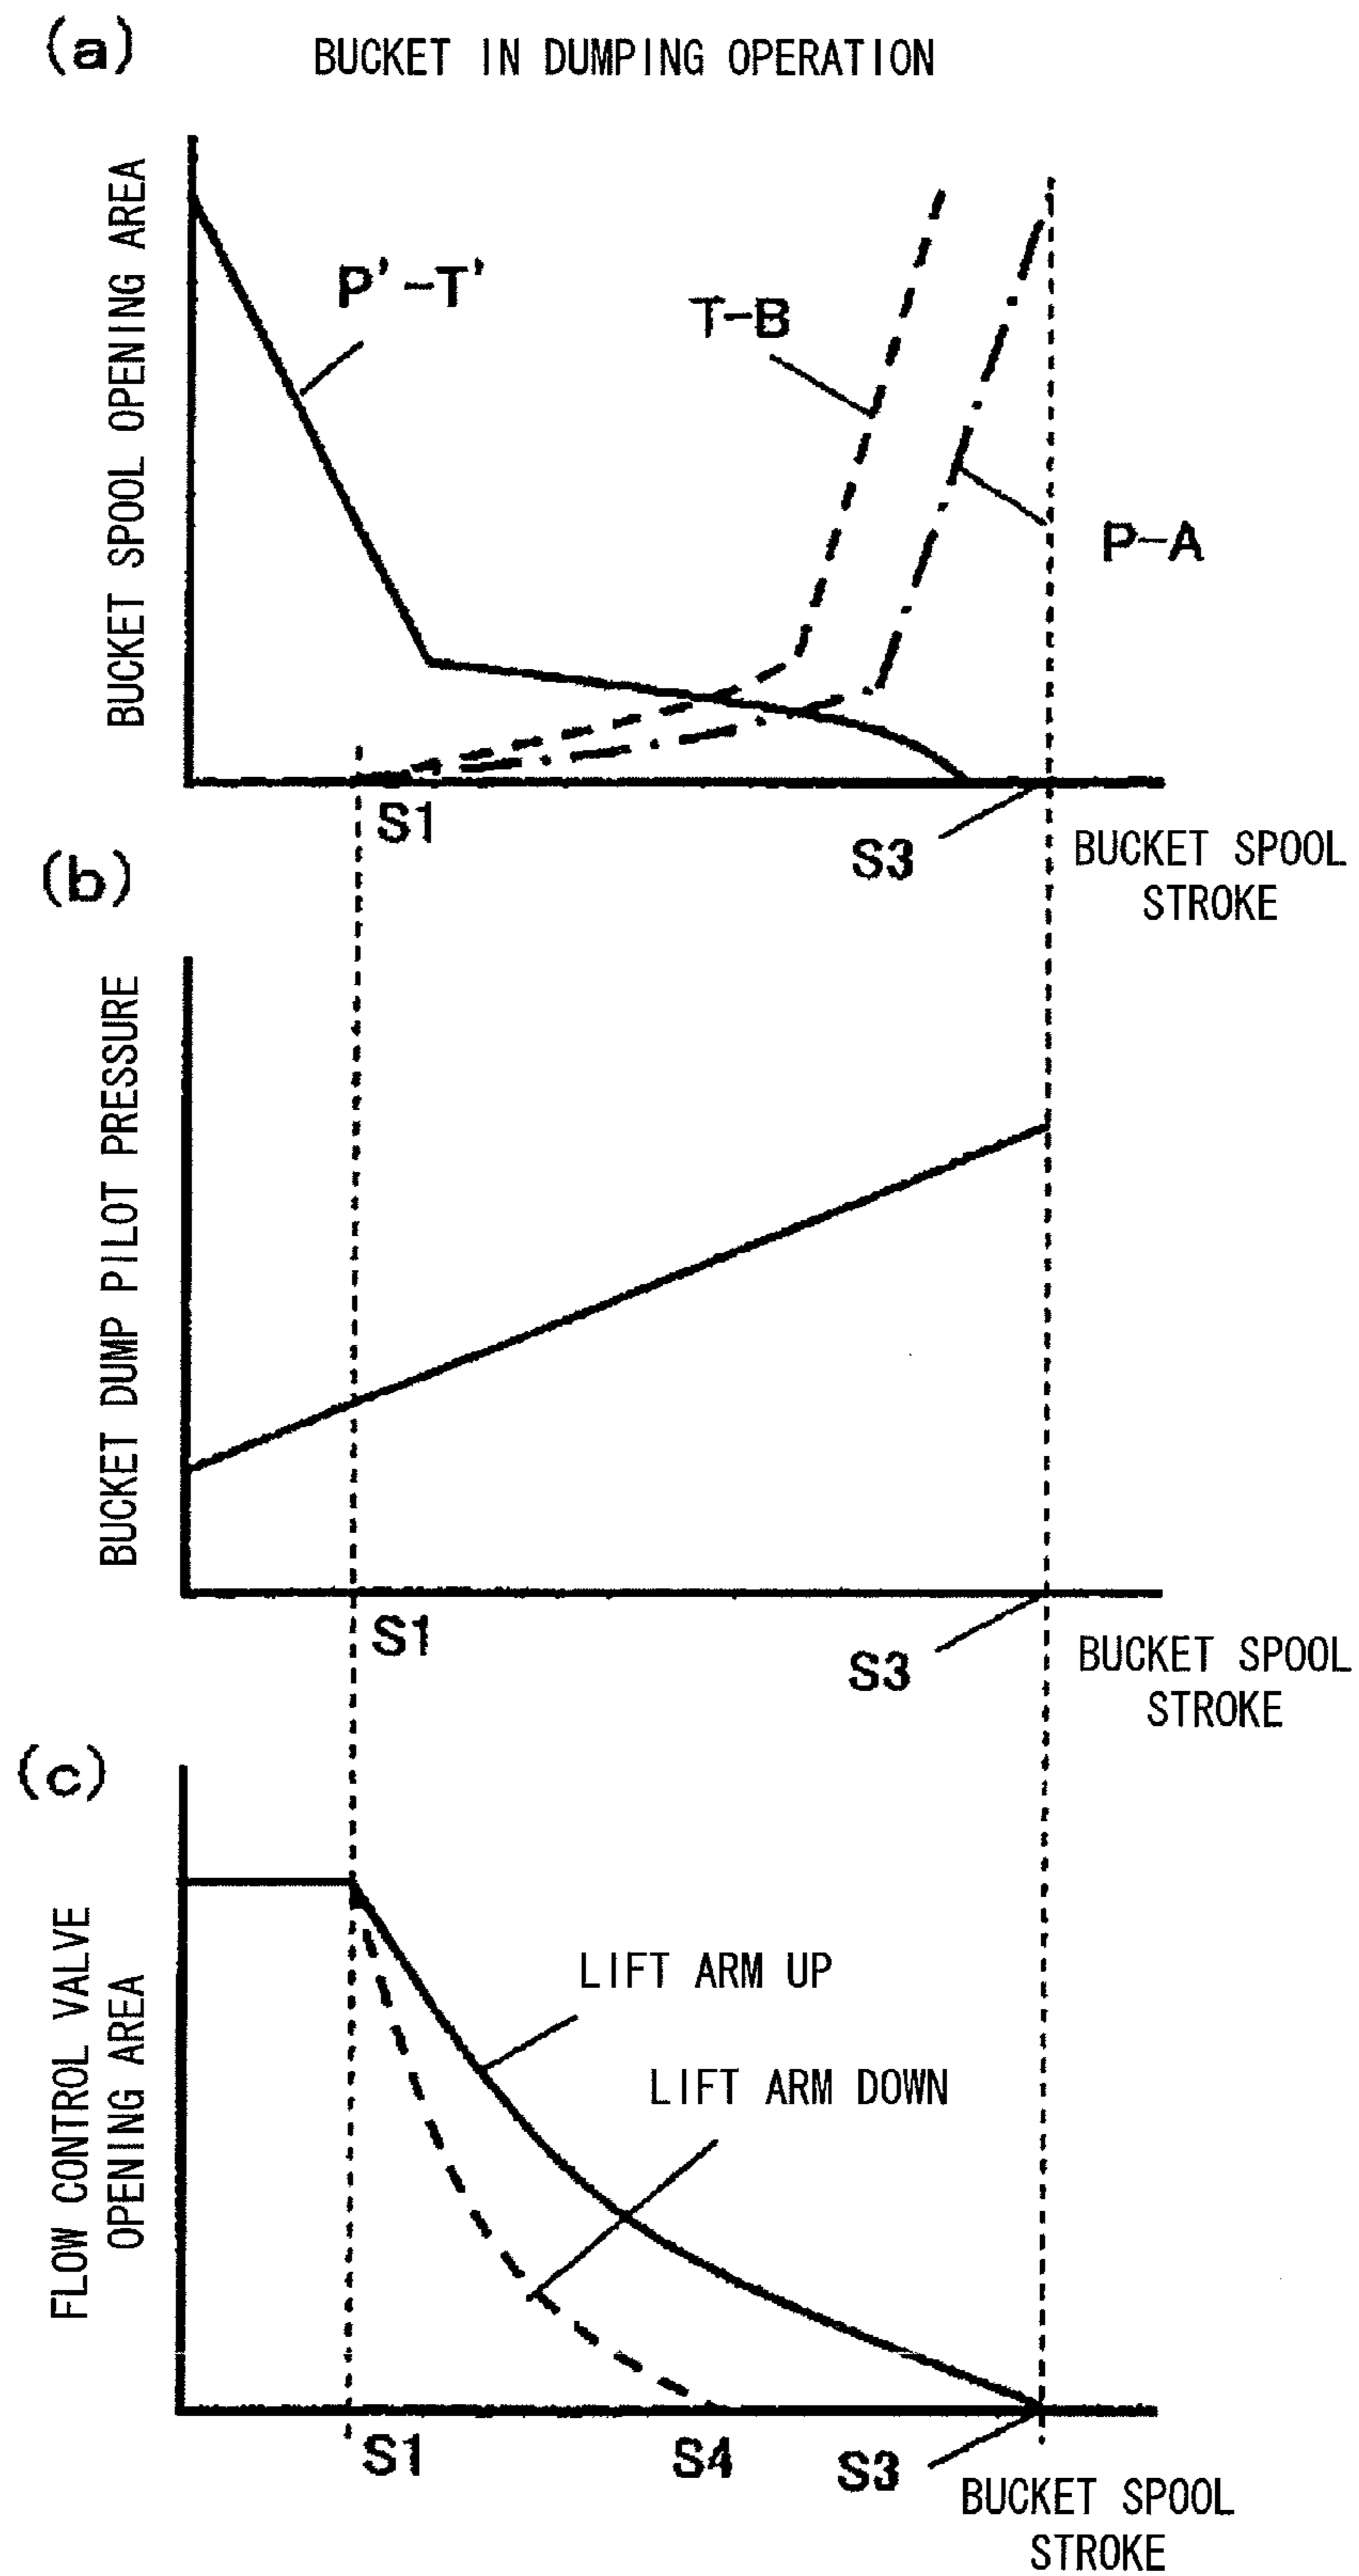 (a)
BUCKET IN DUMPING OPERATION
BUCKET SPOOL OPENING AREA
P'-T'
T-B
P-A
S1
S3
BUCKET SPOOL
STROKE
(b)
BUCKET DUMP PILOT PRESSURE
S1
S3
BUCKET SPOOL
STROKE
(c)
FLOW CONTROL VALVE
OPENING AREA
LIFT ARM UP
LIFT ARM DOWN
S1
S4
S3
BUCKET SPOOL
STROKE